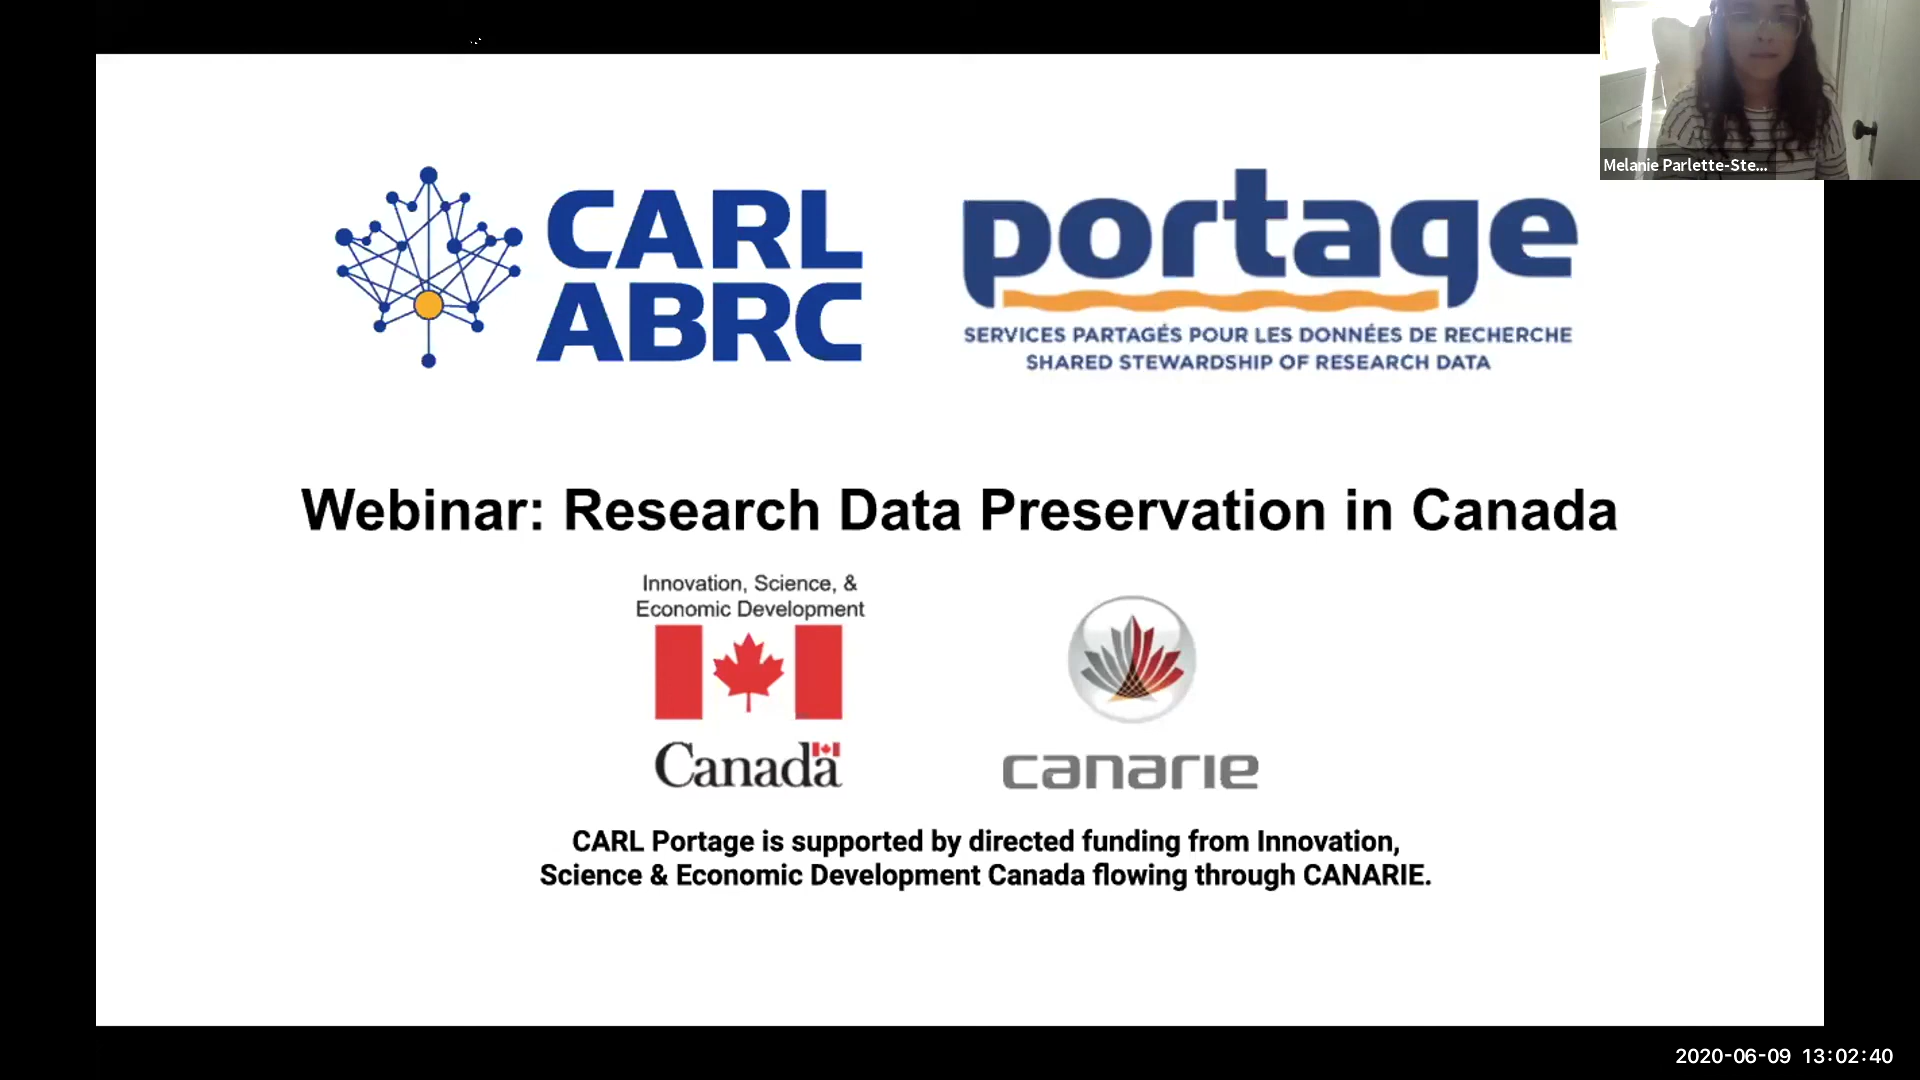 Melanie Parlette-Ste...
CARL
ABRC
portage
SERVICES PARTAGÉS POUR LES DONNÉES DE RECHERCHE
SHARED STEWARDSHIP OF RESEARCH DATA
Webinar: Research Data Preservation in Canada
Innovation, Science, &
Economic Development
Canada
canarie
CARL Portage is supported by directed funding from Innovation,
Science & Economic Development Canada flowing through CANARIE.
2020-06-09 13:02:40